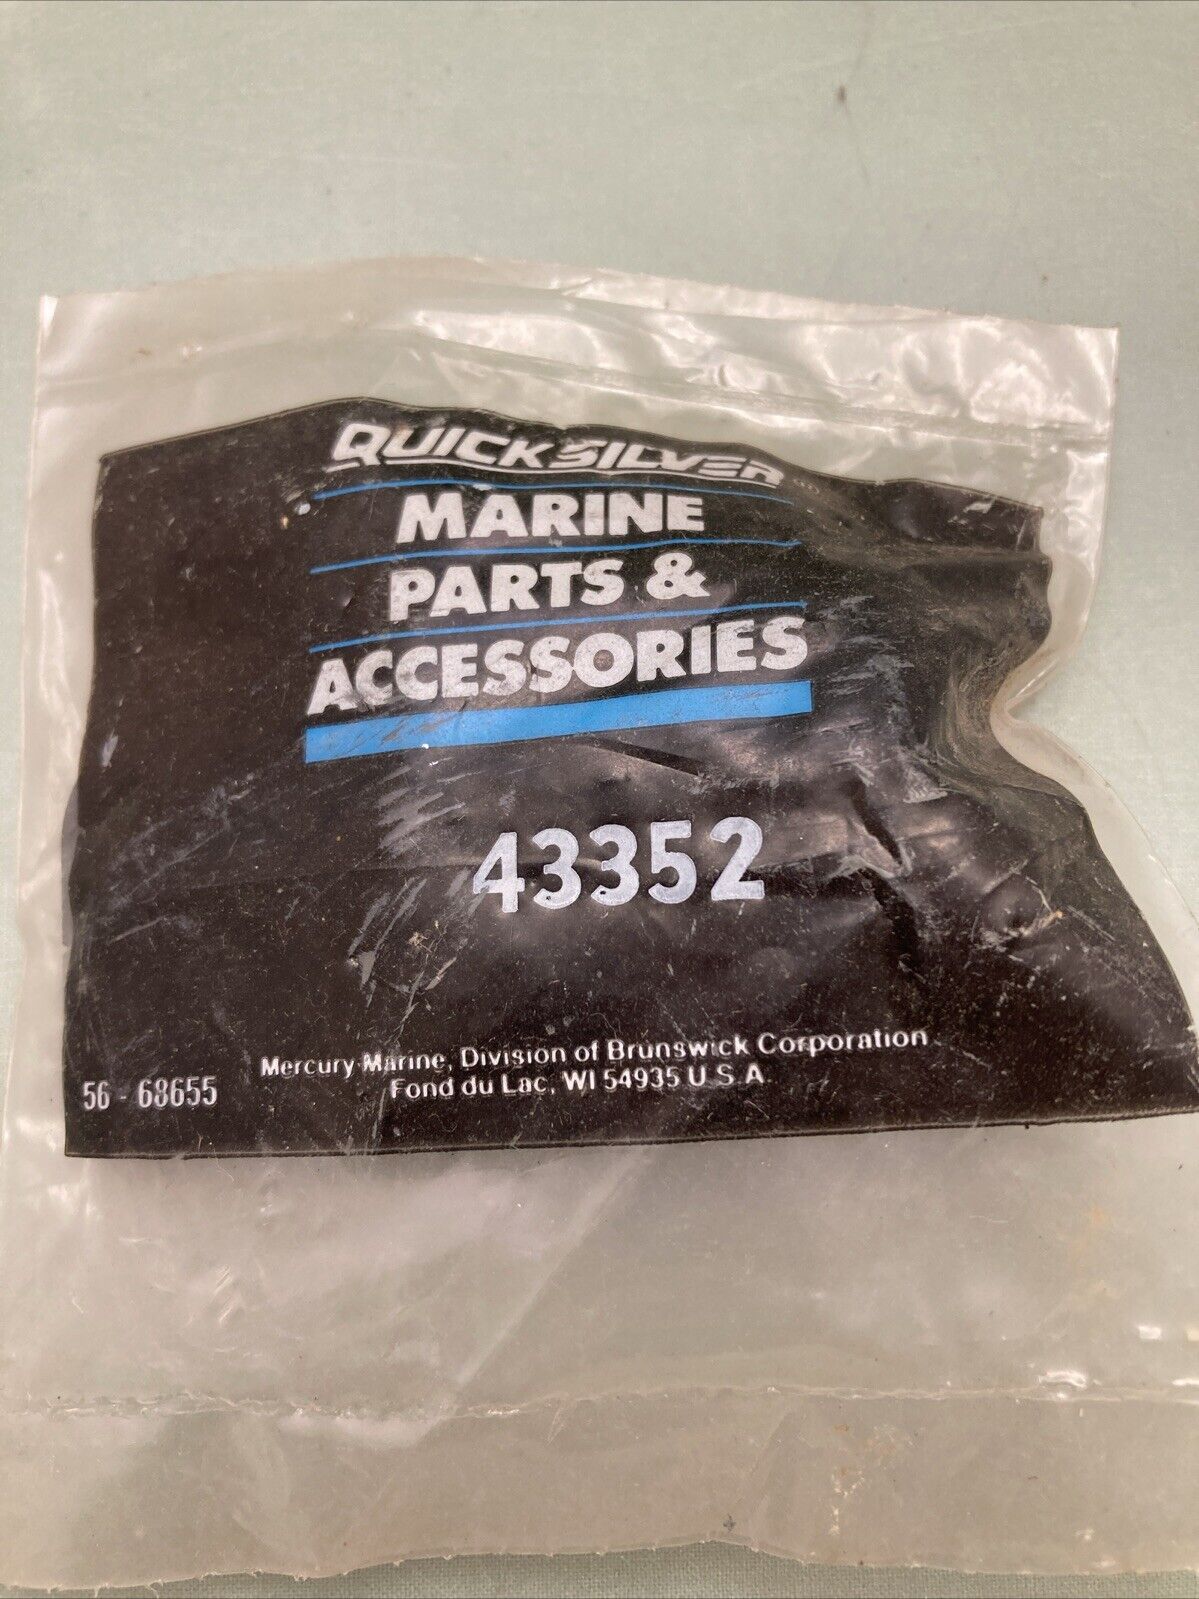 QUICKSILVER
MARINE
PARTS &
ACCESSORIES
43352
Mercury Marine, Division of Brunswick Corporation
Fond du Lac, WI 54935 U S A
56 - 68655